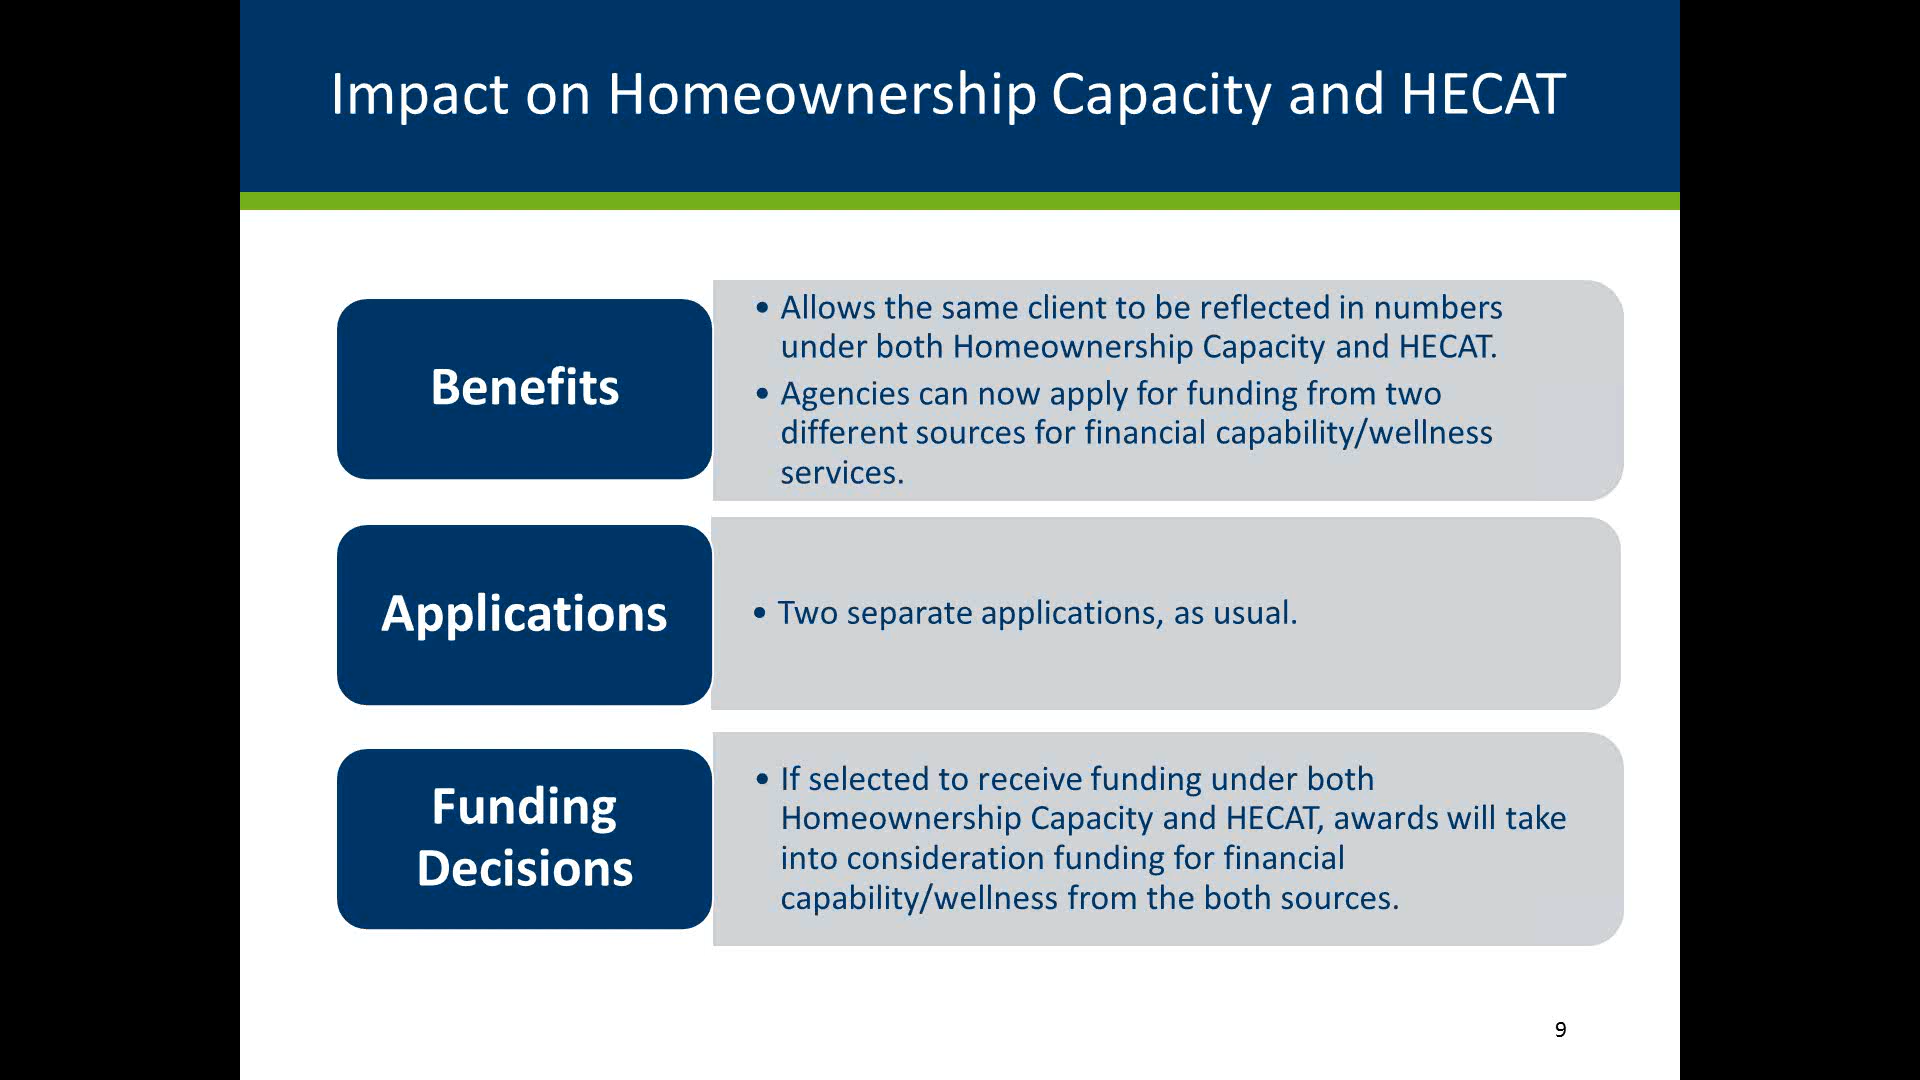 Impact on Homeownership Capacity and HECAT
Benefits
• Allows the same client to be reflected in numbers
under both Homeownership Capacity and HECAT.
• Agencies can now apply for funding from two
different sources for financial capability/wellness
services.
Applications
• Two separate applications, as usual.
Funding
Decisions
• If selected to receive funding under both
Homeownership Capacity and HECAT, awards will take
into consideration funding for financial
capability/wellness from the both sources.
9